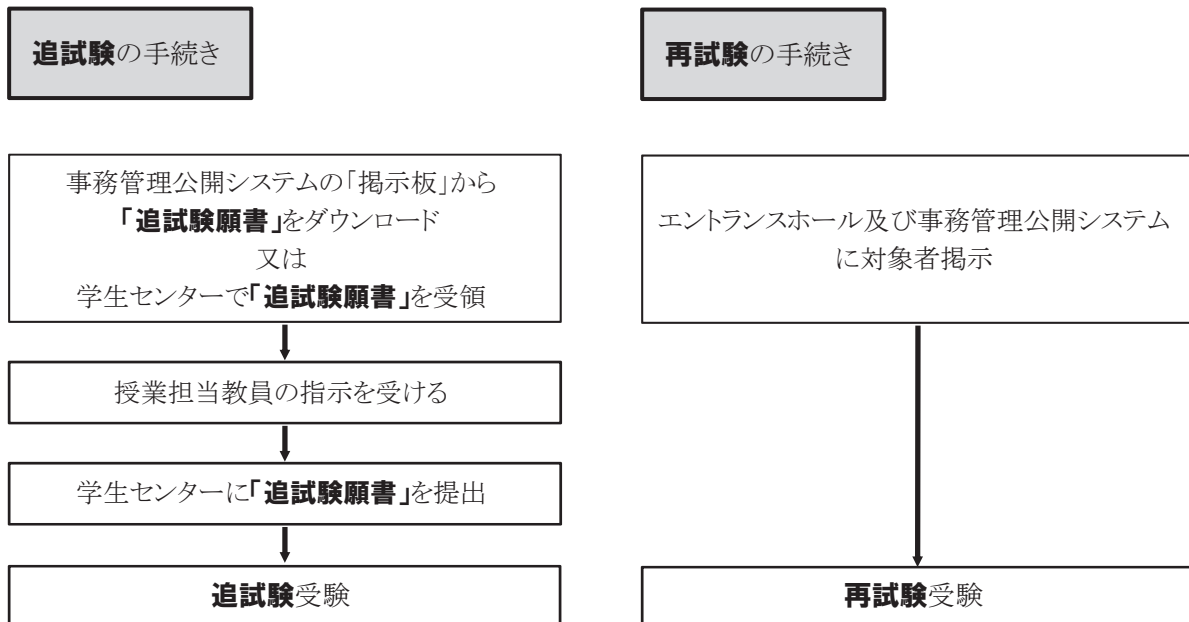 追試験の手続き
事務管理公開システムの「掲示板」から
「追試験願書」をダウンロード
又は
学生センターで「追試験願書」を受領
授業担当教員の指示を受ける
学生センターに「追試験願書」を提出
追試験受験
再試験の手続き
エントランスホール及び事務管理公開システム
に対象者掲示
再試験受験